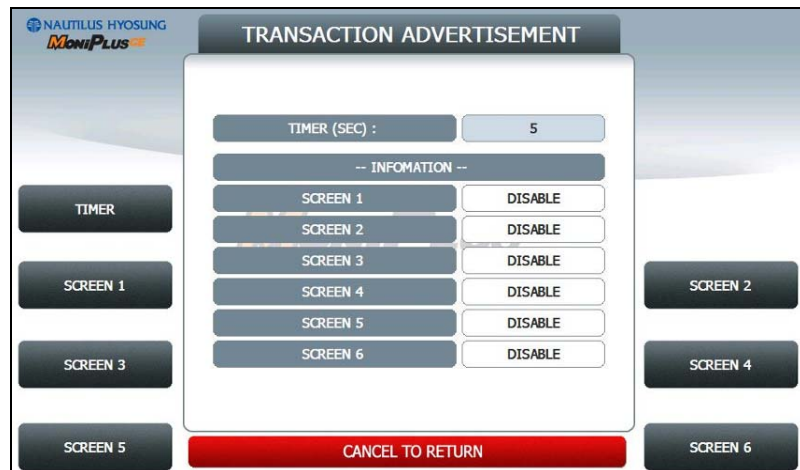 NAUTILUS HYOSUNG
MONIPLUS CE
TRANSACTION ADVERTISEMENT
TIMER (SEC) : 5
-- INFOMATION --
SCREEN 1 DISABLE
SCREEN 2 DISABLE
SCREEN 3 DISABLE
SCREEN 4 DISABLE
SCREEN 5 DISABLE
SCREEN 6 DISABLE
TIMER
SCREEN 1
SCREEN 2
SCREEN 3
SCREEN 4
SCREEN 5
CANCEL TO RETURN
SCREEN 6